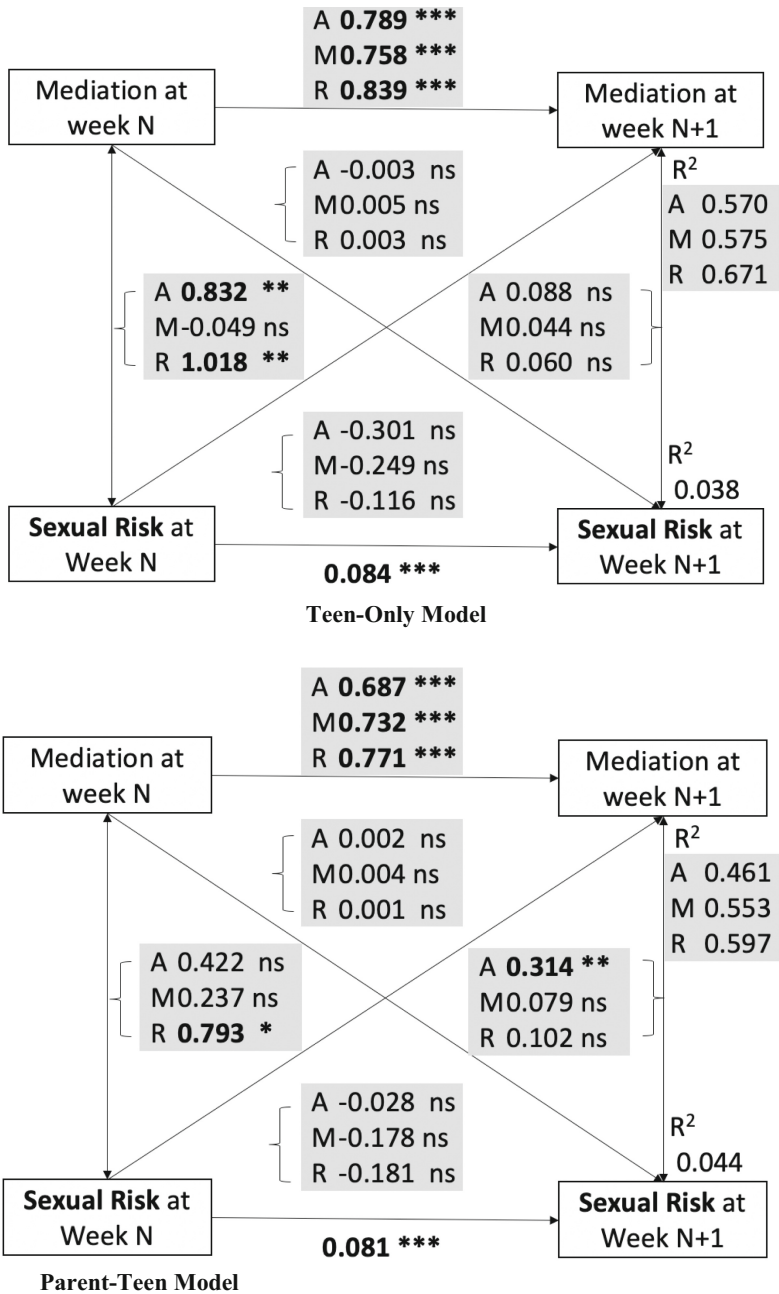 A 0.789 ***
M 0.758 ***
R 0.839 ***
Mediation at
week N
Mediation at
week N+1
A -0.003 ns
M 0.005 ns
R 0.003 ns
R²
A 0.570
M 0.575
R 0.671
A 0.832 **
M -0.049 ns
R 1.018 **
A 0.088 ns
M 0.044 ns
R 0.060 ns
A -0.301 ns
M -0.249 ns
R -0.116 ns
R²
0.038
Sexual Risk at
Week N
Sexual Risk at
Week N+1
0.084 ***
Teen-Only Model
A 0.687 ***
M 0.732 ***
R 0.771 ***
Mediation at
week N
Mediation at
week N+1
A 0.002 ns
M 0.004 ns
R 0.001 ns
R²
A 0.461
M 0.553
R 0.597
A 0.422 ns
M 0.237 ns
R 0.793 *
A 0.314 **
M 0.079 ns
R 0.102 ns
A -0.028 ns
M -0.178 ns
R -0.181 ns
R²
0.044
Sexual Risk at
Week N
Sexual Risk at
Week N+1
0.081 ***
Parent-Teen Model